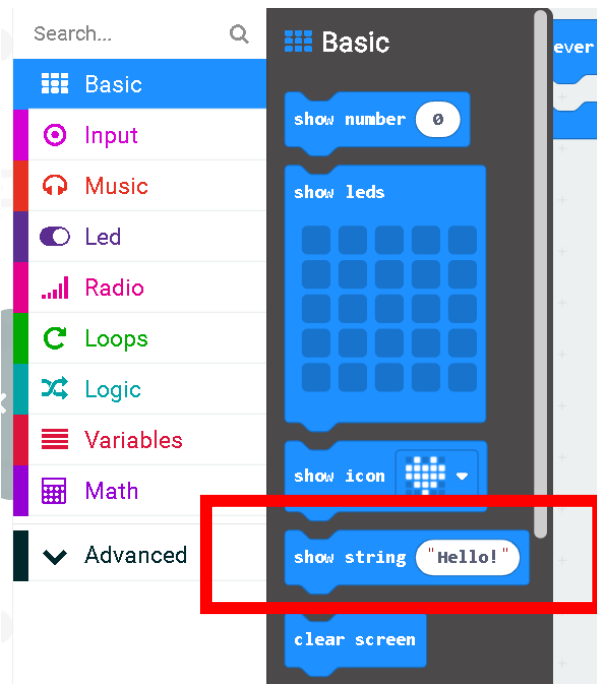 Search...
Basic
Input
Music
Led
Radio
Loops
Logic
Variables
Math
Advanced
Basic
show number 0
show leds
show icon
show string "Hello!"
clear screen
ever